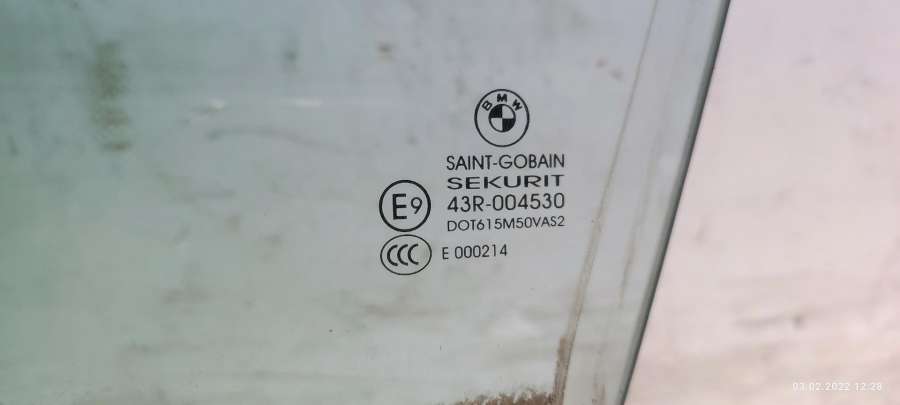 BMW
SAINT-GOBAIN
SEKURIT
E9 43R-004530
DOT615M50VAS2
CCC E 000214
03.02.2022 12:28